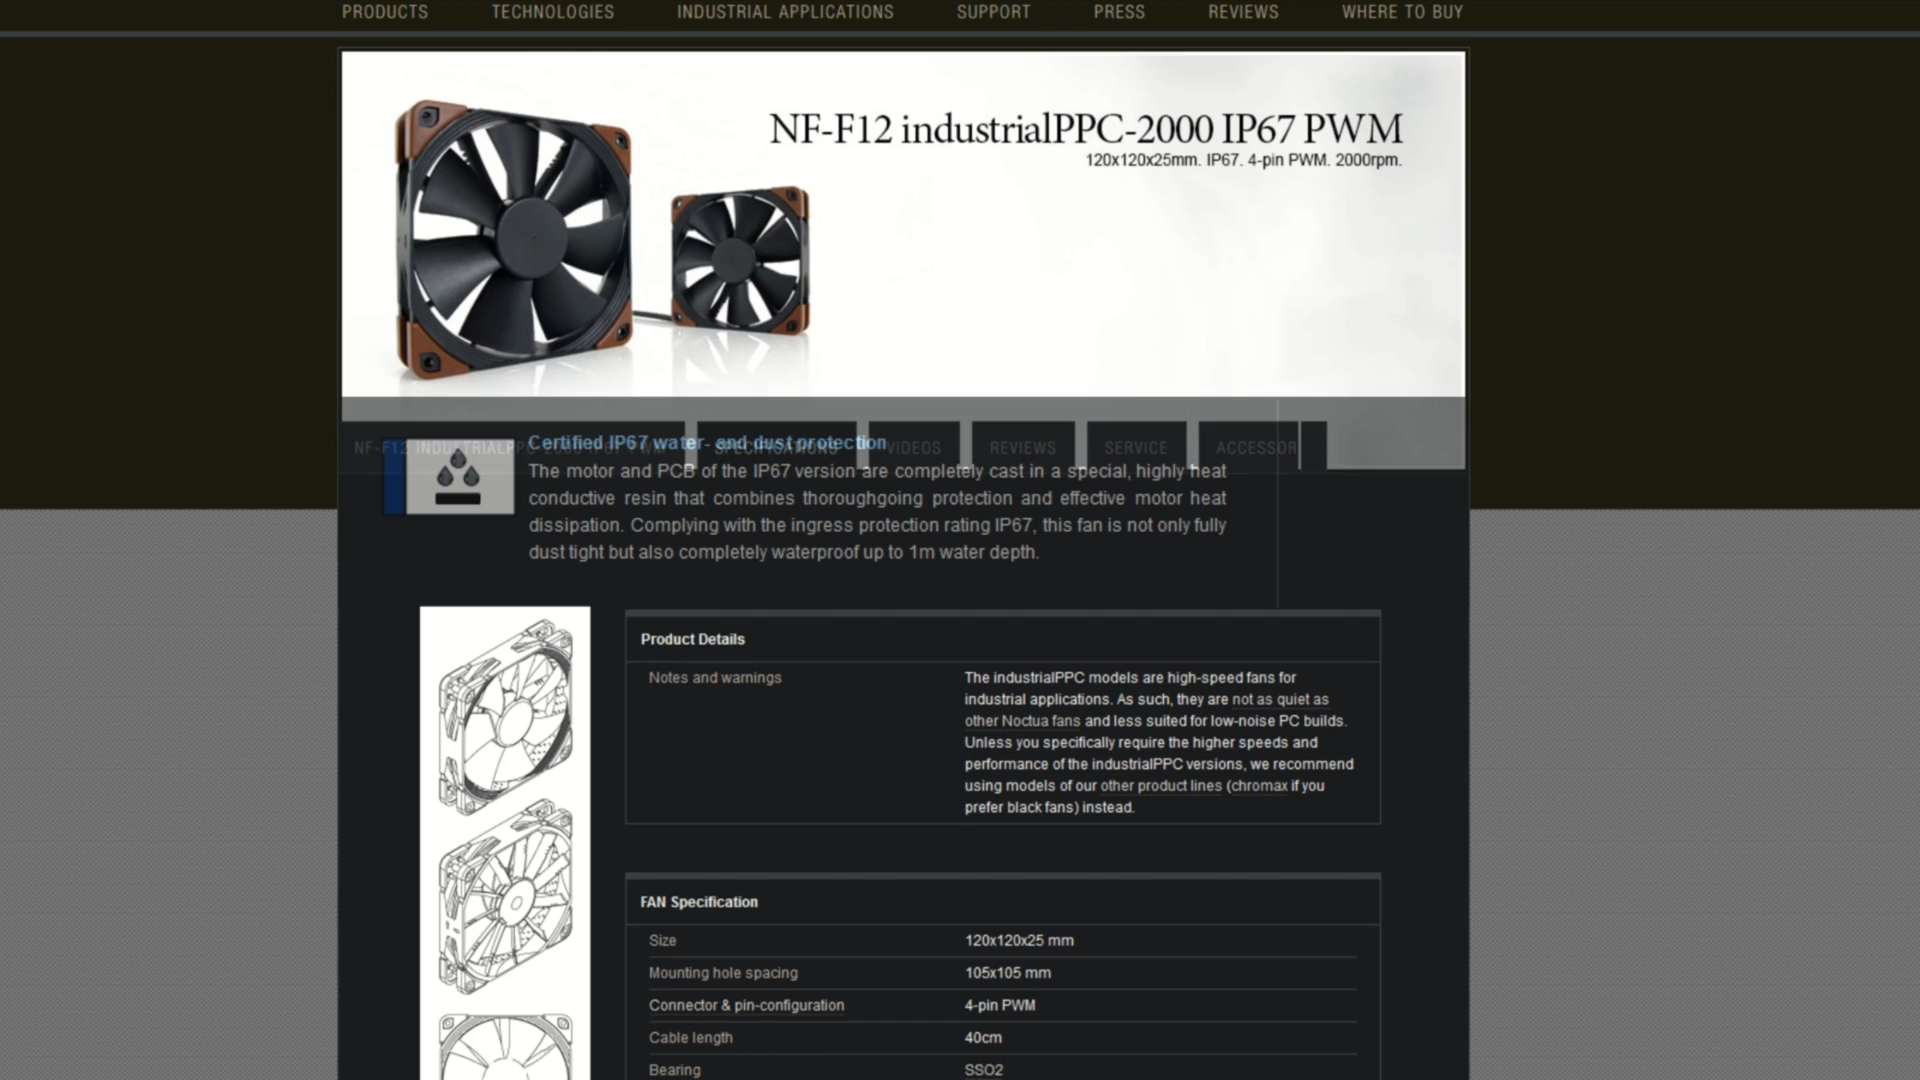 PRODUCTS TECHNOLOGIES INDUSTRIAL APPLICATIONS SUPPORT PRESS REVIEWS WHERE TO BUY
NF-F12 industrialPPC-2000 IP67 PWM
120x120x25mm. IP67. 4-pin PWM. 2000rpm.
NF-F12 INDUSTRIALPPC-2000 IP67 PWM SPECIFICATIONS VIDEOS REVIEWS SERVICE ACCESSOR
Certified IP67 water- and dust protection
The motor and PCB of the IP67 version are completely cast in a special, highly heat
conductive resin that combines thoroughgoing protection and effective motor heat
dissipation. Complying with the ingress protection rating IP67, this fan is not only fully
dust tight but also completely waterproof up to 1m water depth.
Product Details
Notes and warnings
The industrialPPC models are high-speed fans for
industrial applications. As such, they are not as quiet as
other Noctua fans and less suited for low-noise PC builds.
Unless you specifically require the higher speeds and
performance of the industrialPPC versions, we recommend
using models of our other product lines (chromax if you
prefer black fans) instead.
FAN Specification
Size 120x120x25 mm
Mounting hole spacing 105x105 mm
Connector & pin-configuration 4-pin PWM
Cable length 40cm
Bearing SSO2